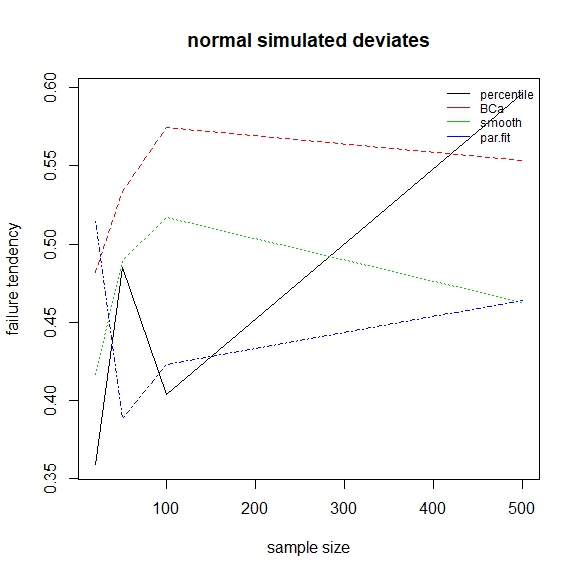 normal simulated deviates
percentile
BCa
smooth
par.fit
failure tendency
0.60
0.55
0.50
0.45
0.40
0.35
100 200 300 400 500
sample size